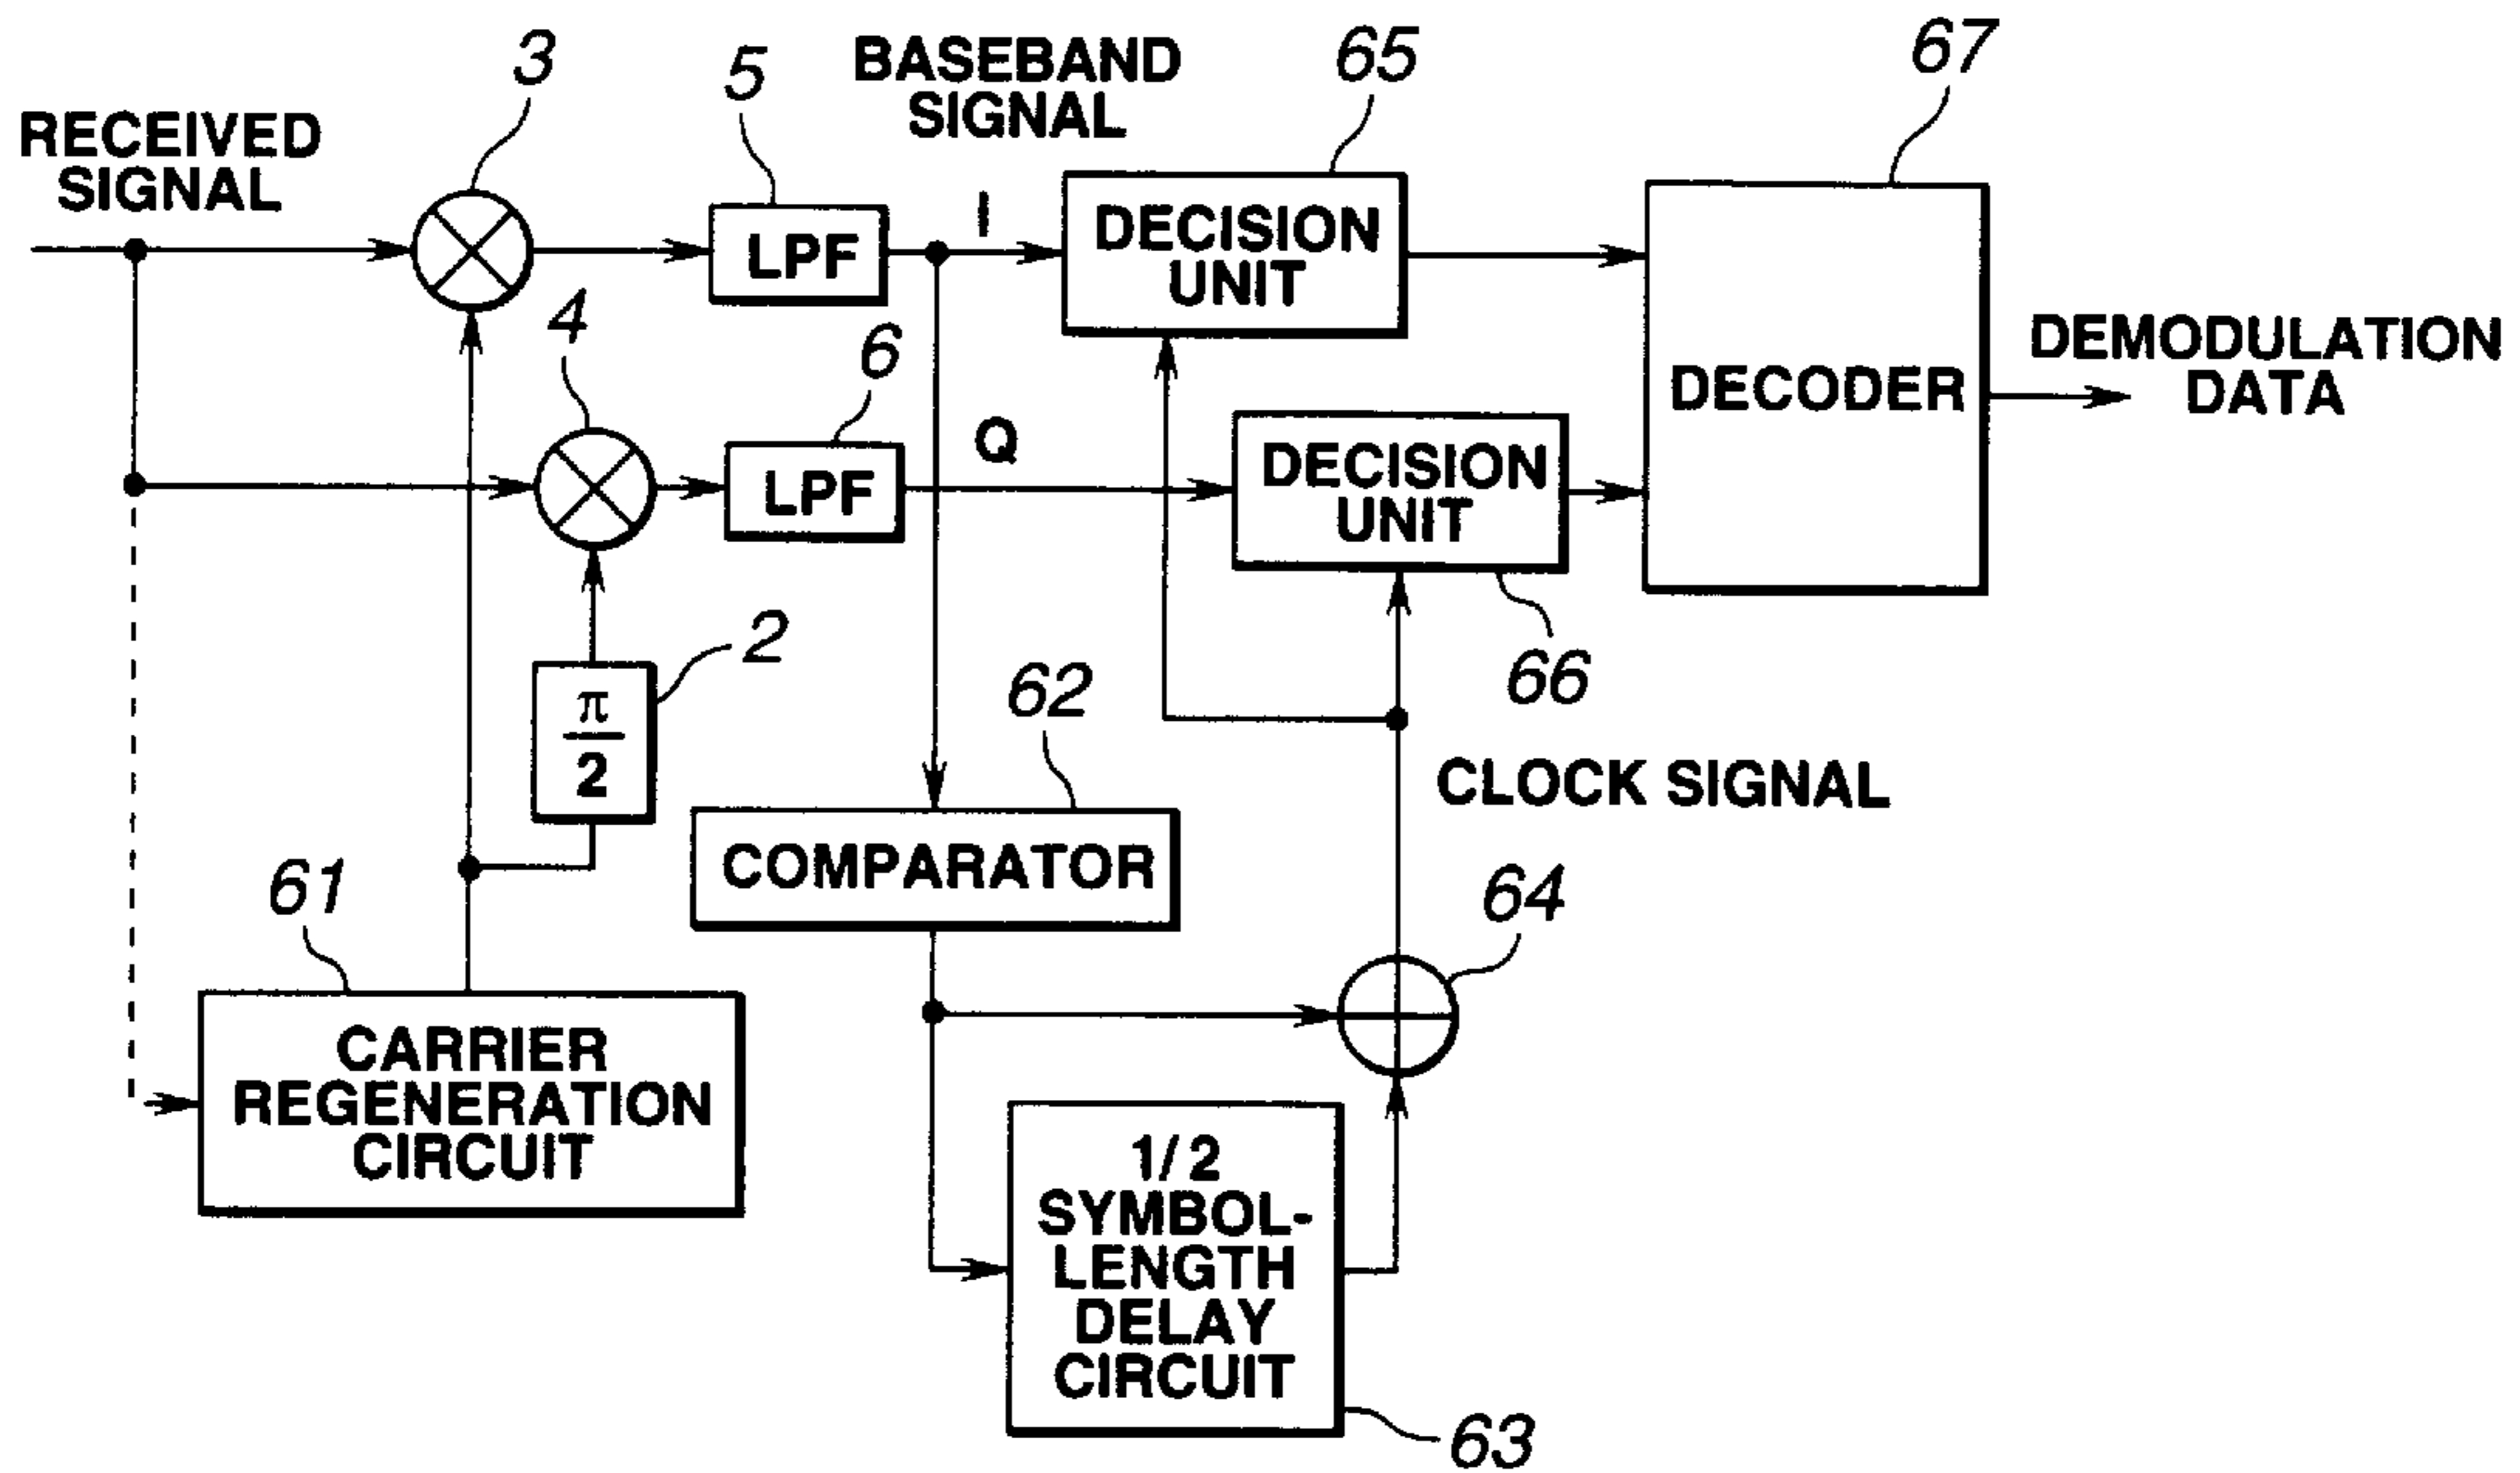 3
5
BASEBAND
SIGNAL
65
67
RECEIVED
SIGNAL
I
LPF
DECISION
UNIT
4
6
Q
LPF
DECISION
UNIT
DECODER
DEMODULATION
DATA
2
π
2
62
66
CLOCK SIGNAL
COMPARATOR
61
64
CARRIER
REGENERATION
CIRCUIT
1/2
SYMBOL-
LENGTH
DELAY
CIRCUIT
63